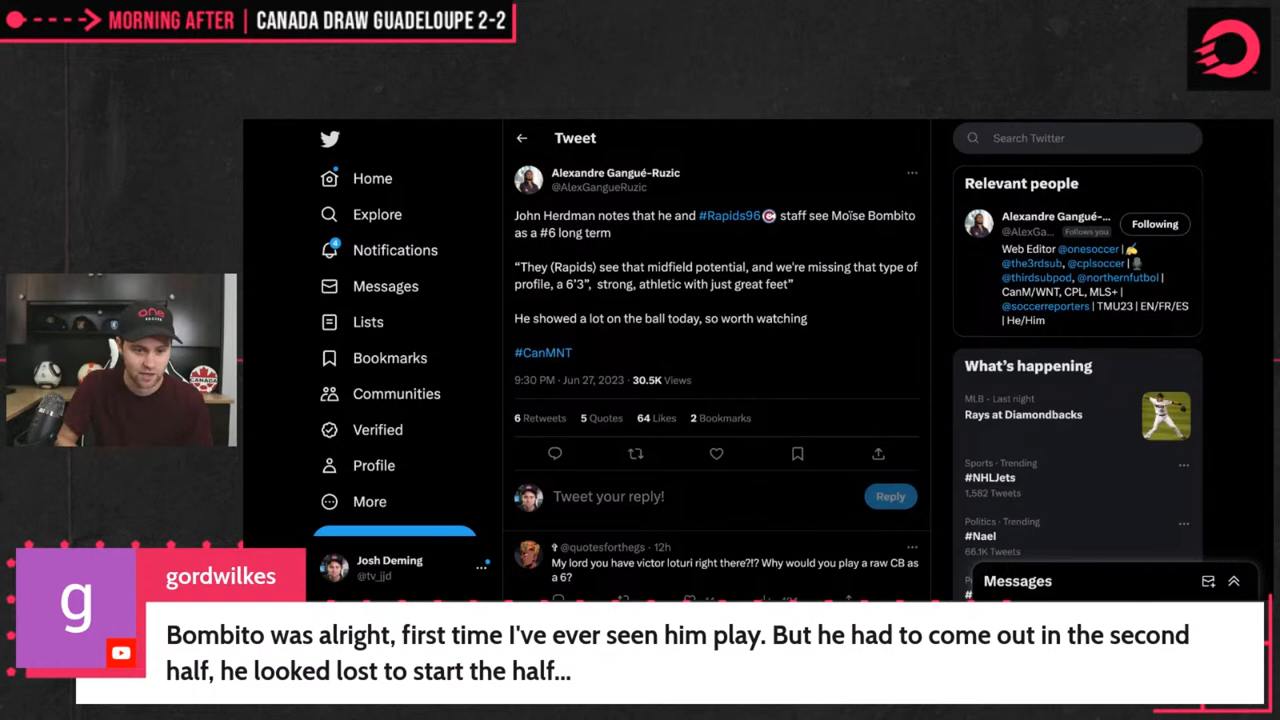 MORNING AFTER | CANADA DRAW GUADELOUPE 2-2
Home
Explore
4
Notifications
Messages
Lists
Bookmarks
Communities
Verified
Profile
More
Josh Deming
@tv_jjd
Tweet
Alexandre Gangué-Ruzic
@AlexGangueRuzic
John Herdman notes that he and #Rapids96 staff see Moïse Bombito
as a #6 long term
“They (Rapids) see that midfield potential, and we're missing that type of
profile, a 6'3”, strong, athletic with just great feet”
He showed a lot on the ball today, so worth watching
#CanMNT
9:30 PM · Jun 27, 2023 · 30.5K Views
6 Retweets 5 Quotes 64 Likes 2 Bookmarks
Tweet your reply!
Reply
@quotesforthegs · 12h
My lord you have victor loturi right there?!? Why would you play a raw CB as
a 6?
Search Twitter
Relevant people
Alexandre Gangué-...
@AlexGa... Follows you
Following
Web Editor @onesoccer |
@the3rdsub, @cplsoccer |
@thirdsubpod, @northernfutbol |
CanM/WNT, CPL, MLS+ |
@soccerreporters | TMU23 | EN/FR/ES
| He/Him
What's happening
MLB · Last night
Rays at Diamondbacks
Sports · Trending
#NHLJets
1,582 Tweets
Politics · Trending
#Nael
66.1K Tweets
Messages
one
CANADA
g
gordwilkes
Bombito was alright, first time I've ever seen him play. But he had to come out in the second
half, he looked lost to start the half...